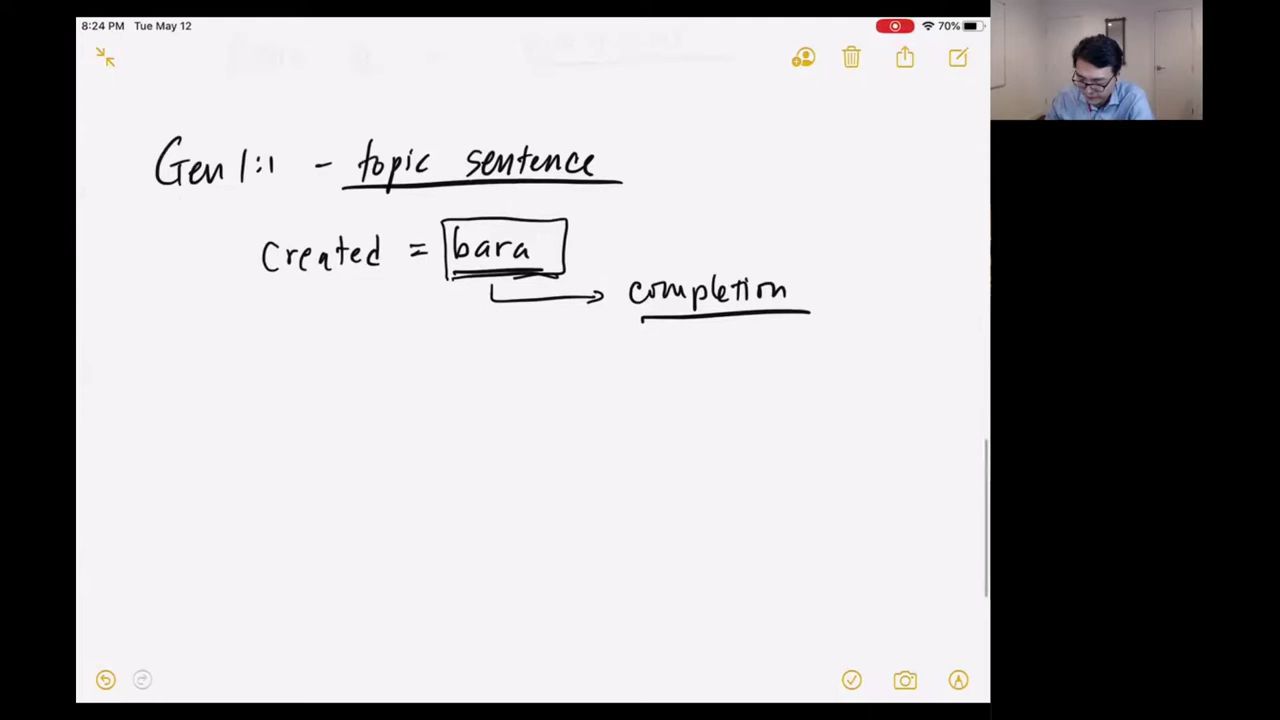 8:24 PM Tue May 12 70%
Gen 1:1 - topic sentence
created = bara
completion